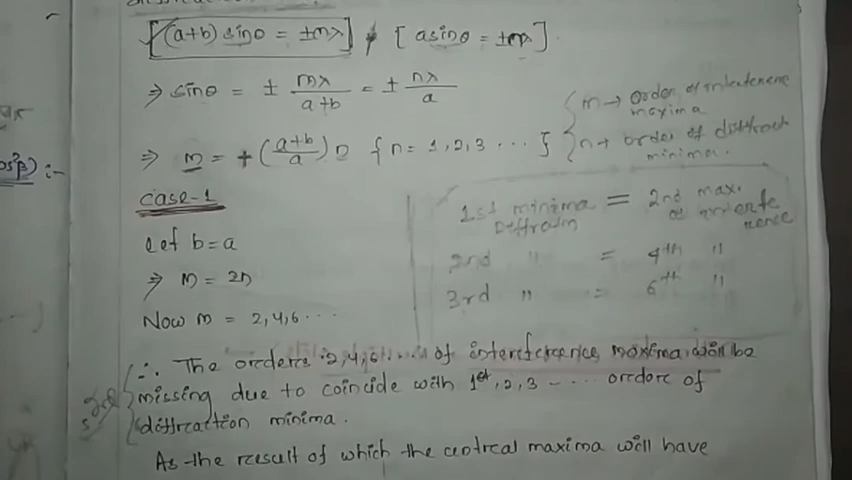 [(a+b) sinθ = ±mλ] , [asinθ = ±nλ].
⇒ sinθ = ± mλ/(a+b) = ± nλ/a
m → order of interference maxima
⇒ m = + ((a+b)/a) n { n = 1, 2, 3 ... }
n → order of diffract minima.
Case-1
Let b = a
⇒ m = 2n
Now m = 2, 4, 6 ...
1st minima Diffraction = 2nd max. of interference
2nd " = 4th "
3rd " = 6th "
∴ The orders 2, 4, 6 .... of interference maxima will be
missing due to coincide with 1st, 2, 3 - ... ordore of
diffraction minima.
As the result of which the central maxima will have